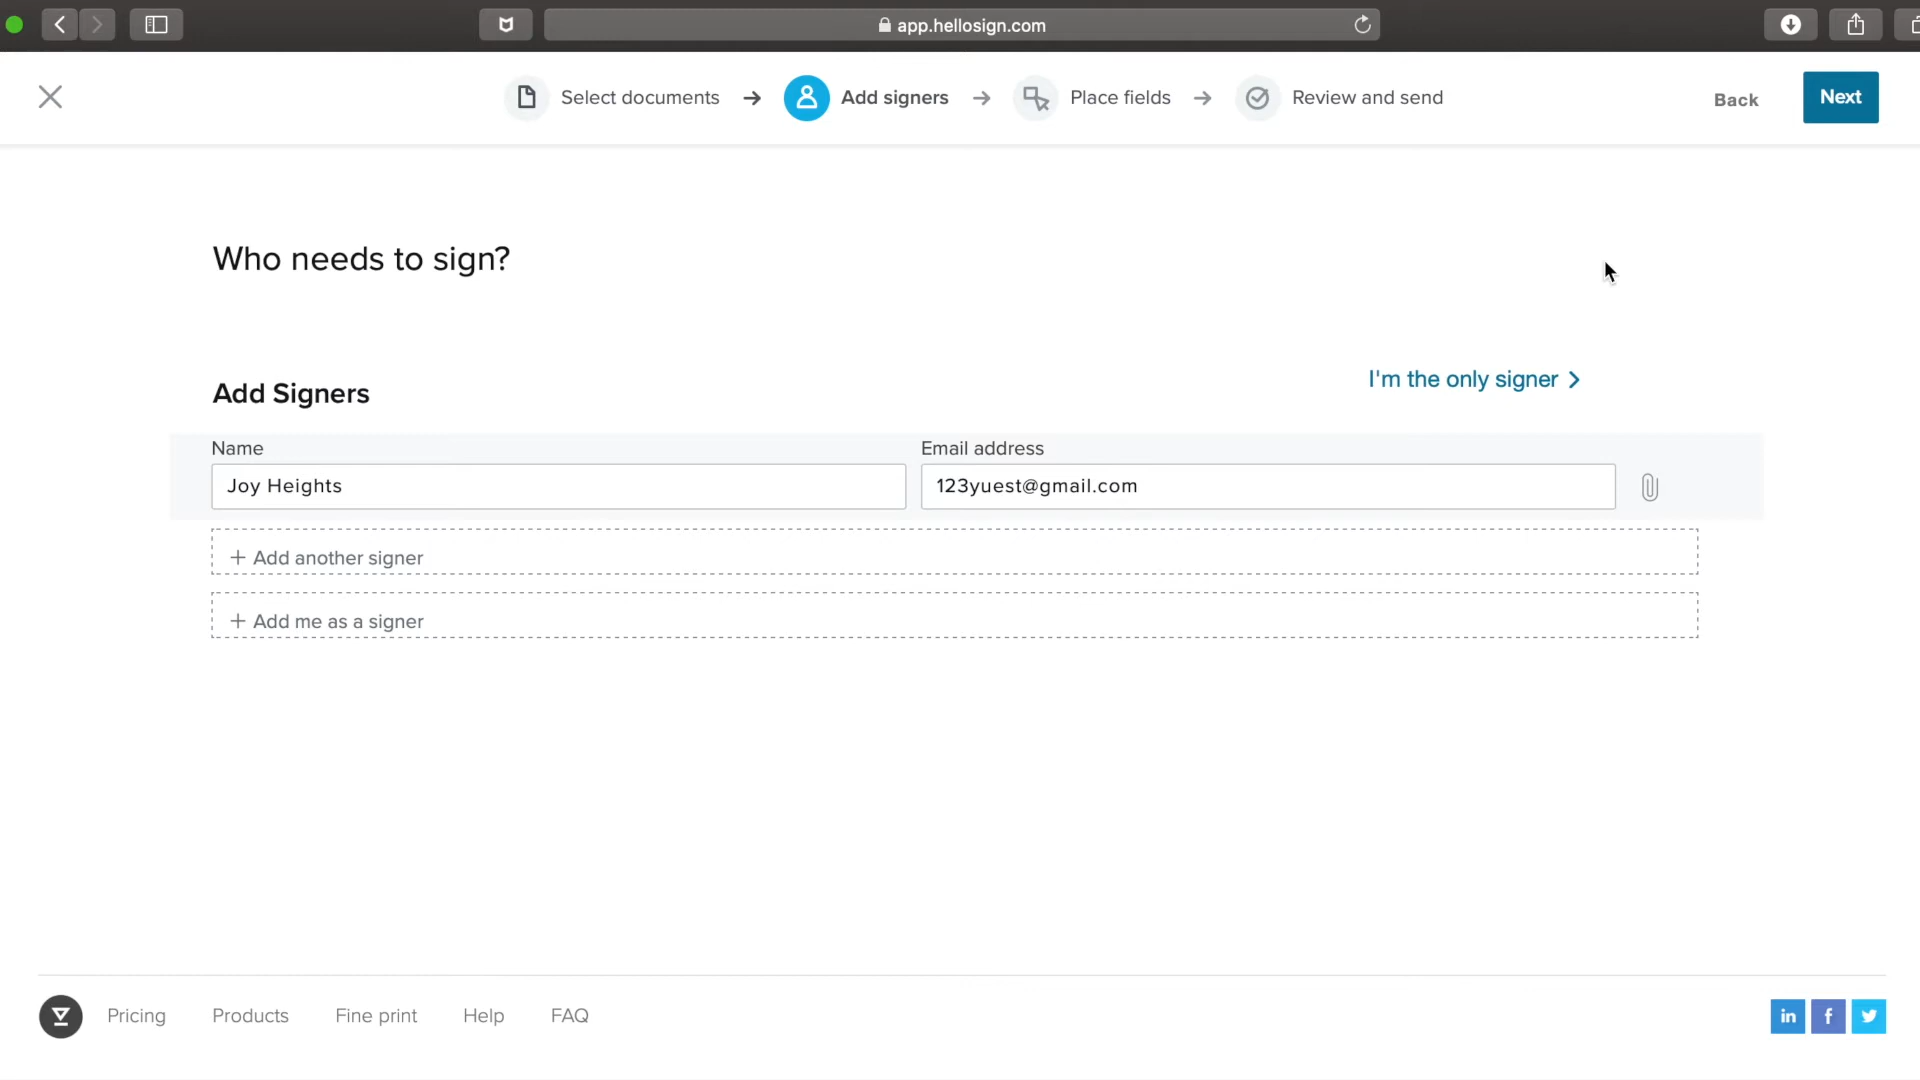 app.hellosign.com
Select documents
Add signers
Place fields
Review and send
Back
Next
Who needs to sign?
I'm the only signer
Add Signers
Name
Email address
Joy Heights
123yuest@gmail.com
+ Add another signer
+ Add me as a signer
Pricing
Products
Fine print
Help
FAQ
in
f